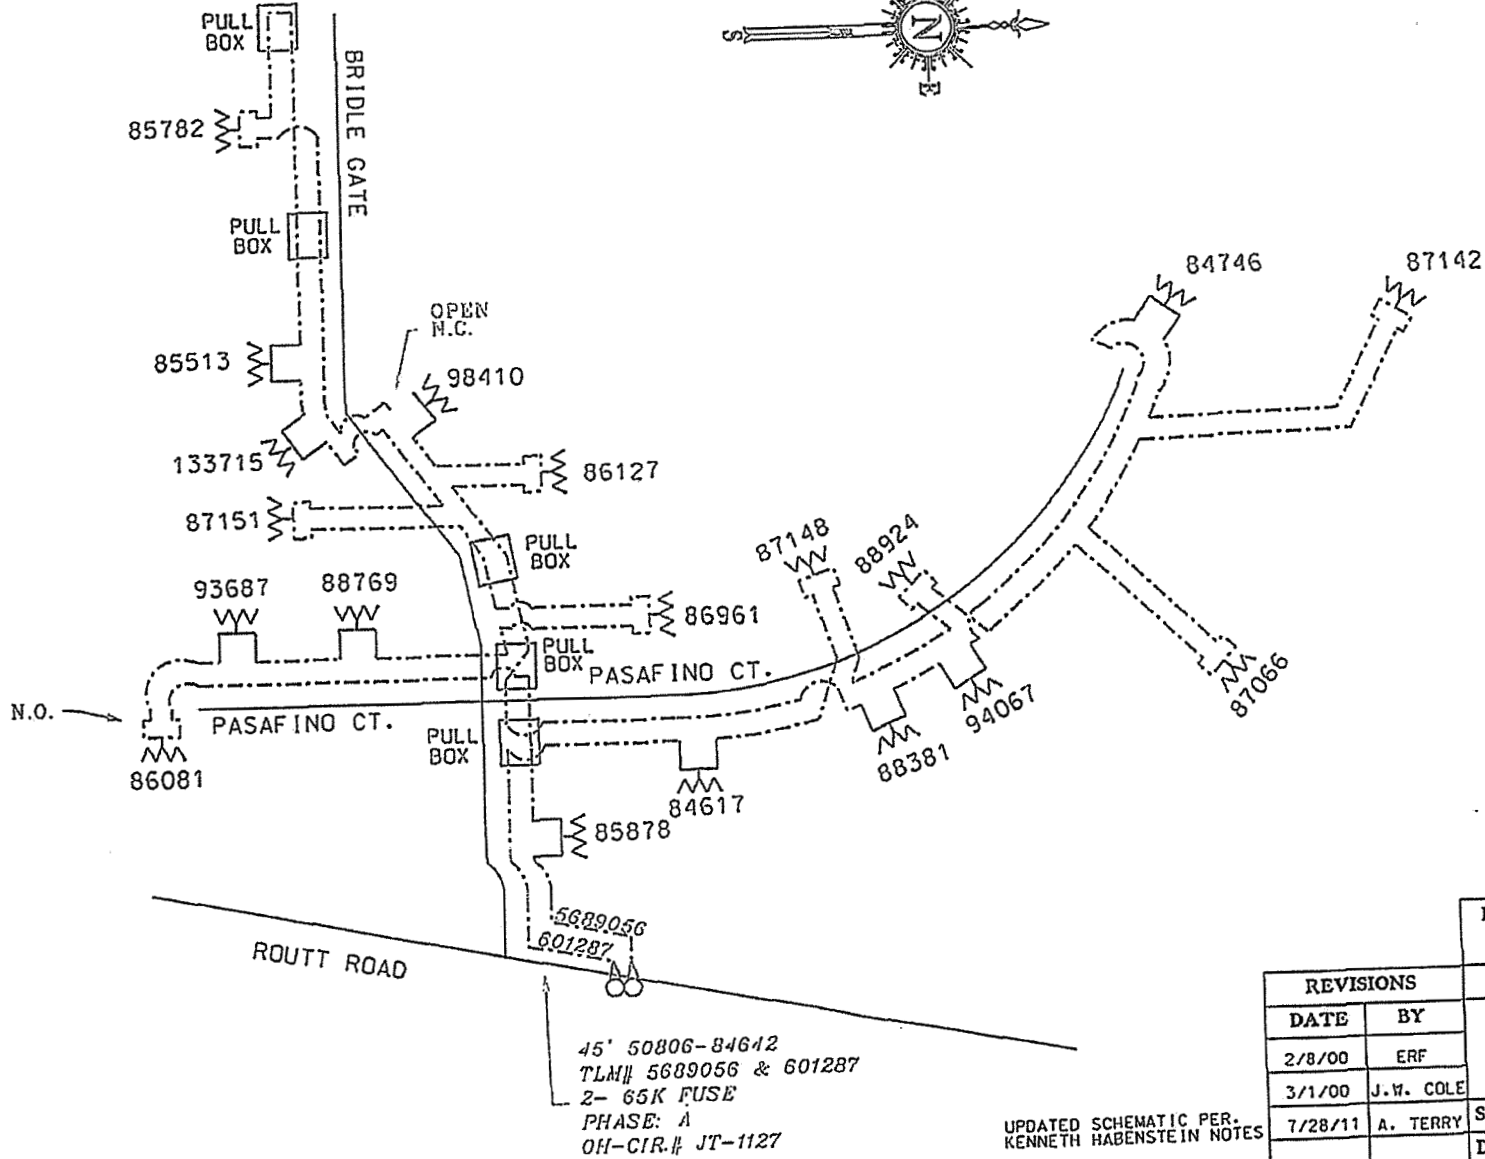 PULL
BOX
S
N
E
BRIDLE GATE
85782
PULL
BOX
84746
87142
OPEN
N.C.
85513
98410
133715
86127
87151
PULL
BOX
87148
88924
93687
88769
86961
PULL
BOX
PASAFINO CT.
87066
N.O.
PASAFINO CT.
94067
PULL
BOX
88381
86081
84617
85878
5689056
601287
ROUTT ROAD
45' 50806-84642
TLM# 5689056 & 601287
2- 65K FUSE
PHASE: A
OH-CIR.# JT-1127
UPDATED SCHEMATIC PER.
KENNETH HABENSTEIN NOTES
REVISIONS
DATE BY
2/8/00 ERF
3/1/00 J.W. COLE
7/28/11 A. TERRY
S
D